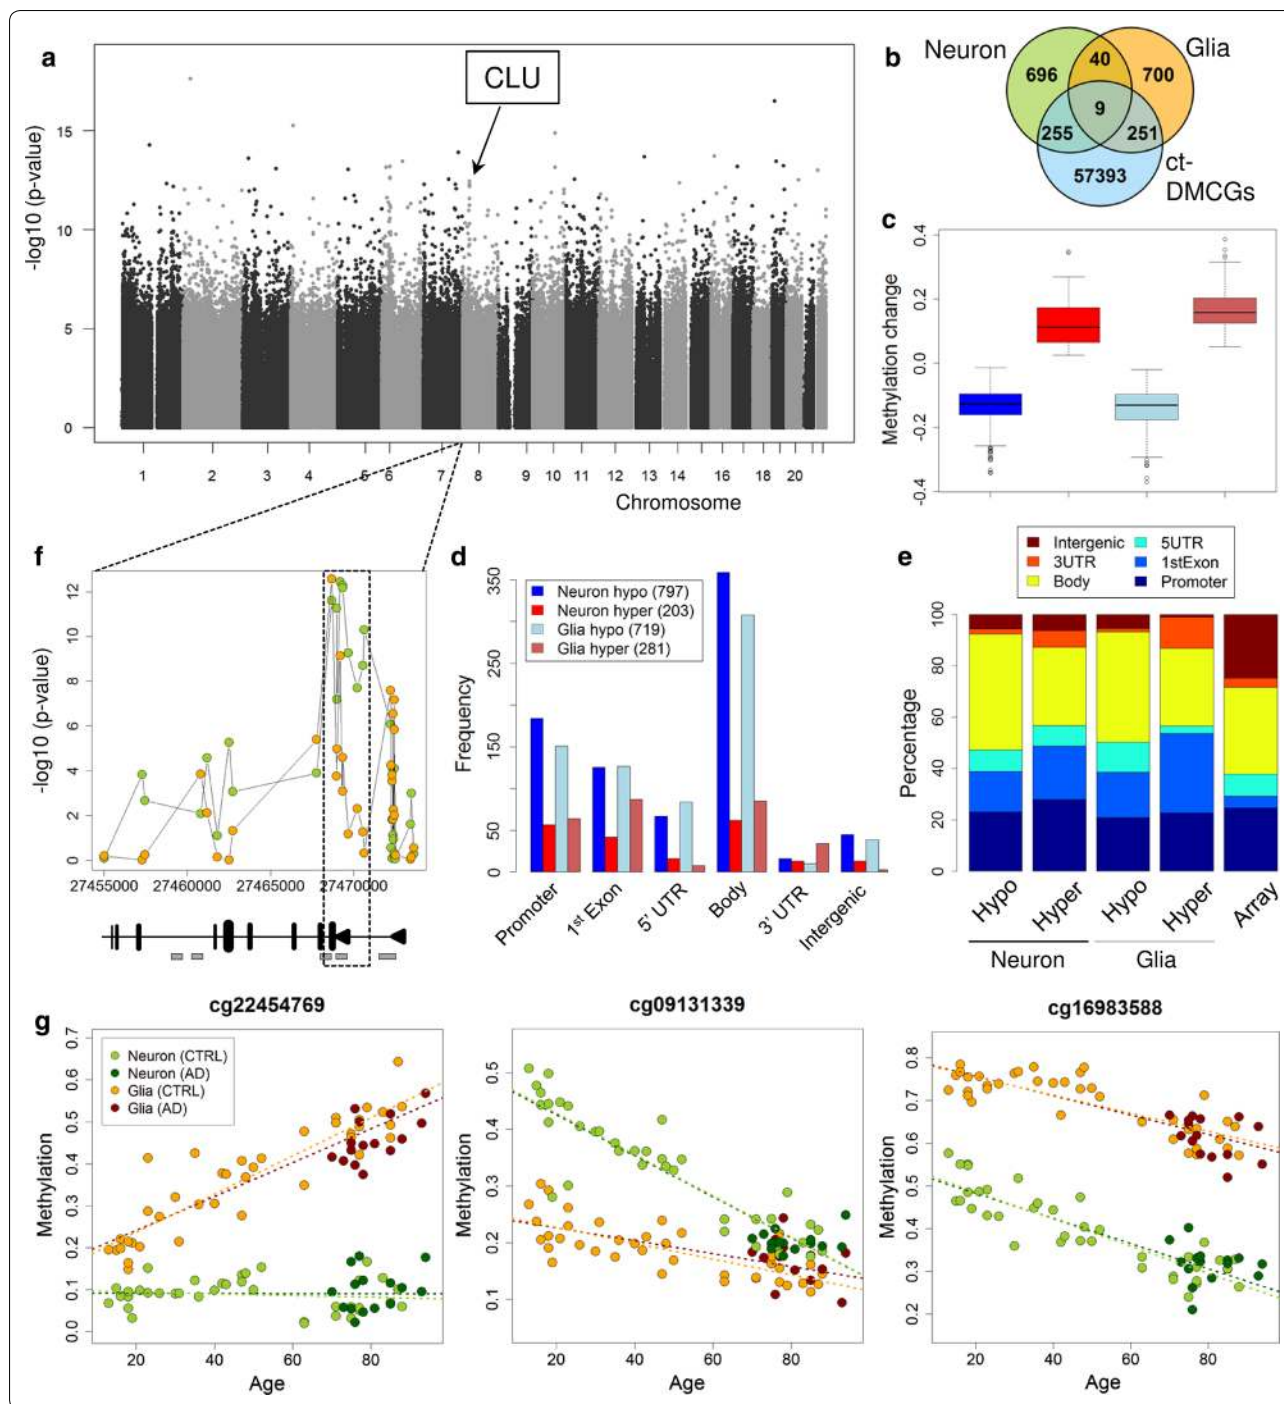 a
CLU
-log10 (p-value)
15
10
5
0
1 2 3 4 5 6 7 8 9 10 11 12 13 14 16 18 20
Chromosome
b
Neuron
Glia
696
40
700
9
255
251
57393
ct-
DMCGs
c
Methylation change
0.4
0.2
0.0
-0.2
-0.4
f
-log10 (p-value)
12
10
8
6
4
2
0
27455000 27460000 27465000 27470000
d
Frequency
350
250
150
50
0
Neuron hypo (797)
Neuron hyper (203)
Glia hypo (719)
Glia hyper (281)
Promoter
1st Exon
5' UTR
Body
3' UTR
Intergenic
e
Intergenic
3UTR
Body
5UTR
1stExon
Promoter
Percentage
100
80
60
40
20
0
Hypo
Hyper
Hypo
Hyper
Array
Neuron
Glia
g
cg22454769
Methylation
0.7
0.6
0.5
0.4
0.3
0.2
0.1
0.0
Neuron (CTRL)
Neuron (AD)
Glia (CTRL)
Glia (AD)
20 40 60 80
Age
cg09131339
Methylation
0.5
0.4
0.3
0.2
0.1
20 40 60 80
Age
cg16983588
Methylation
0.8
0.7
0.6
0.5
0.4
0.3
0.2
20 40 60 80
Age